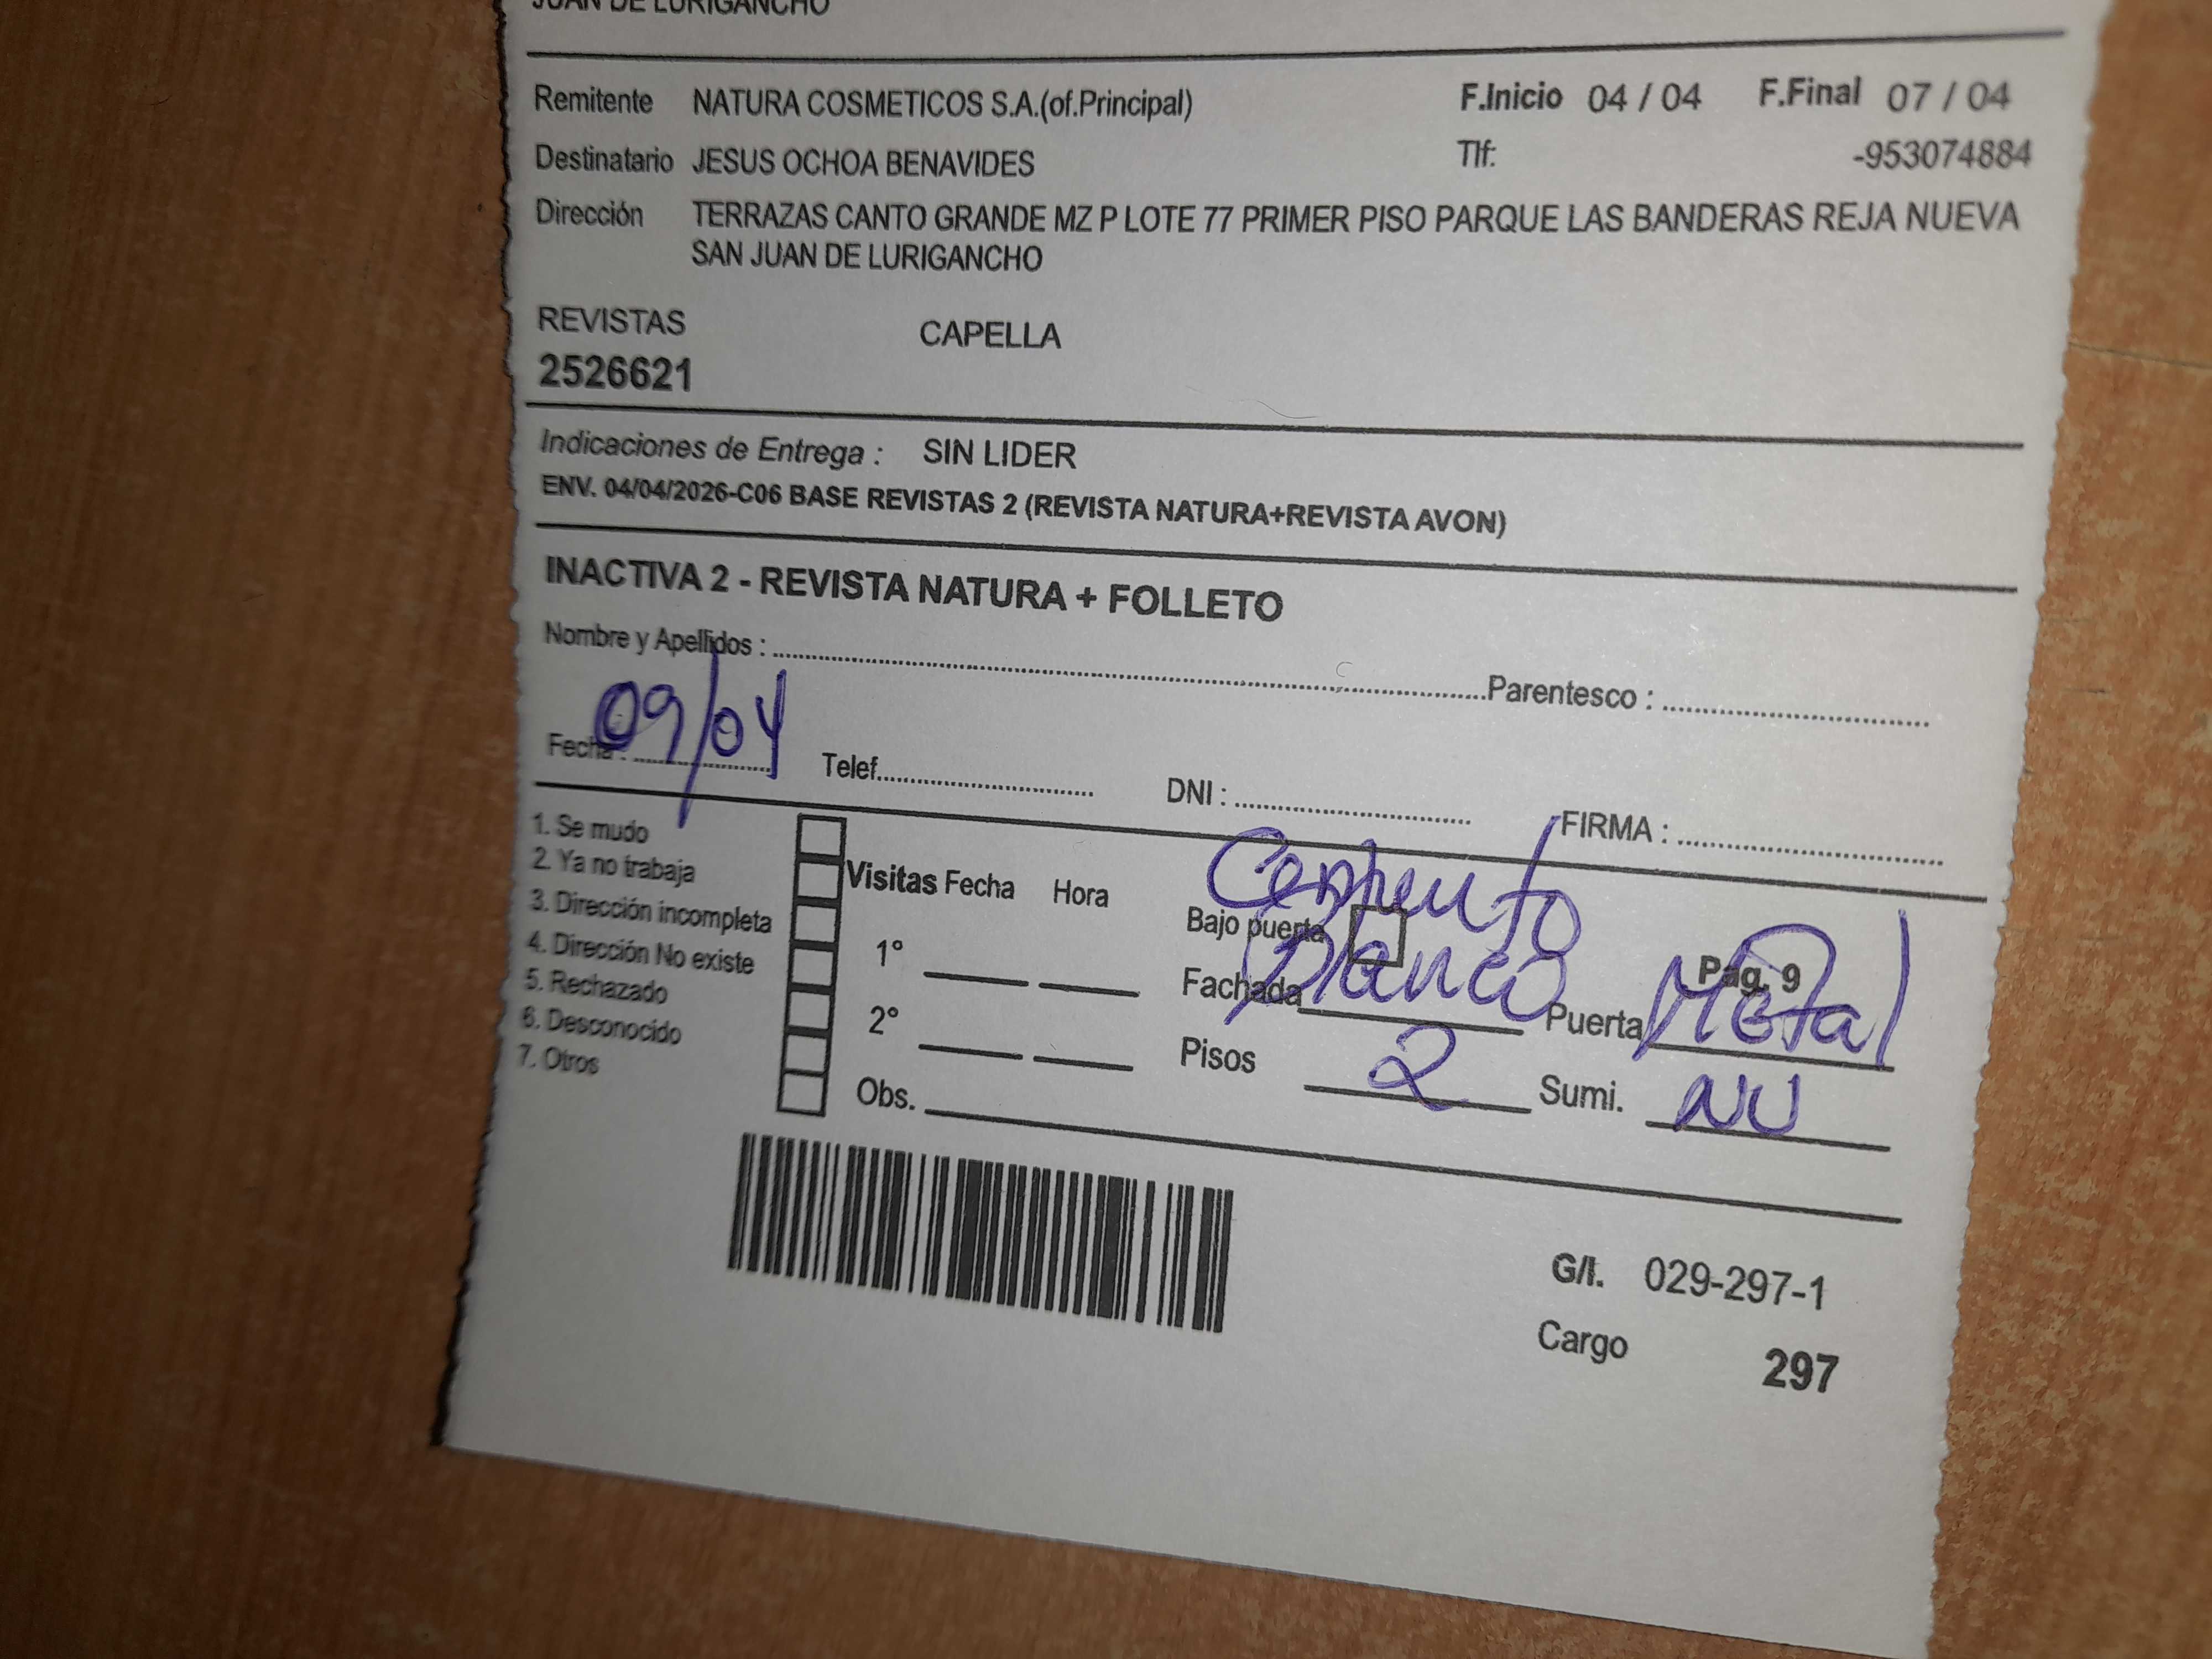 JUAN DE LURIGANCHO
Remitente NATURA COSMETICOS S.A.(of.Principal) F.Inicio 04 / 04 F.Final 07 / 04
Destinatario JESUS OCHOA BENAVIDES Tlf: -953074884
Dirección TERRAZAS CANTO GRANDE MZ P LOTE 77 PRIMER PISO PARQUE LAS BANDERAS REJA NUEVA
SAN JUAN DE LURIGANCHO
REVISTAS CAPELLA
2526621
Indicaciones de Entrega : SIN LIDER
ENV. 04/04/2026-C06 BASE REVISTAS 2 (REVISTA NATURA+REVISTA AVON)
INACTIVA 2 - REVISTA NATURA + FOLLETO
Nombre y Apellidos : Parentesco :
Fecha : 09/04 Telef. DNI : FIRMA :
1. Se mudo
2. Ya no trabaja
3. Dirección incompleta
4. Dirección No existe
5. Rechazado
6. Desconocido
7. Otros
Visitas Fecha Hora
1°
2°
Obs.
Cemento
Bajo puerta
Pag. 9
Fachada Blanco Puerta Metal
Pisos 2 Sumi. NU
G/I. 029-297-1
Cargo 297